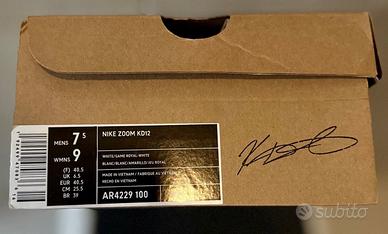 MENS 7.5
WMNS 9
(F) 40.5
UK 6.5
EUR 40.5
CM 25.5
BR 39
NIKE ZOOM KD12
WHITE/GAME ROYAL-WHITE
BLANC/BLANC/AMARILLO/JEU ROYAL
MADE IN VIETNAM / FABRIQUÉ AU VIETNAM
HECHO EN VIETNAM
AR4229 100
subito